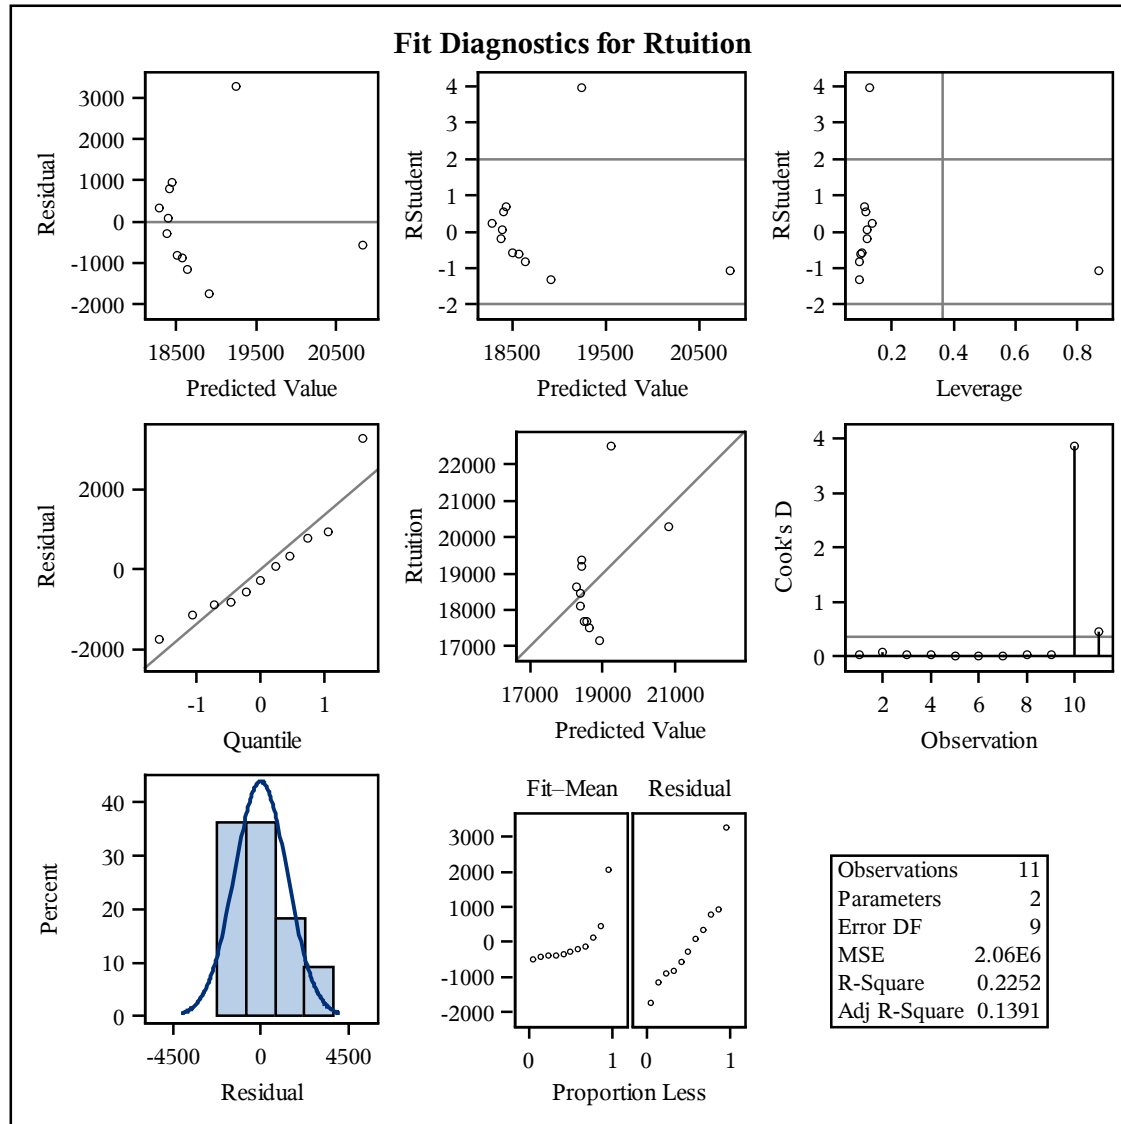 Fit Diagnostics for Rtuition
3000
2000
1000
0
-1000
-2000
Residual
18500 19500 20500
Predicted Value
4
3
2
1
0
-1
-2
RStudent
18500 19500 20500
Predicted Value
4
3
2
1
0
-1
-2
RStudent
0.2 0.4 0.6 0.8
Leverage
2000
0
-2000
Residual
-1 0 1
Quantile
22000
21000
20000
19000
18000
17000
Rtuition
17000 19000 21000
Predicted Value
4
3
2
1
0
Cook's D
2 4 6 8 10
Observation
40
30
20
10
0
Percent
-4500 0 4500
Residual
Fit–Mean Residual
3000
2000
1000
0
-1000
-2000
0 1 0 1
Proportion Less
Observations 11
Parameters 2
Error DF 9
MSE 2.06E6
R-Square 0.2252
Adj R-Square 0.1391